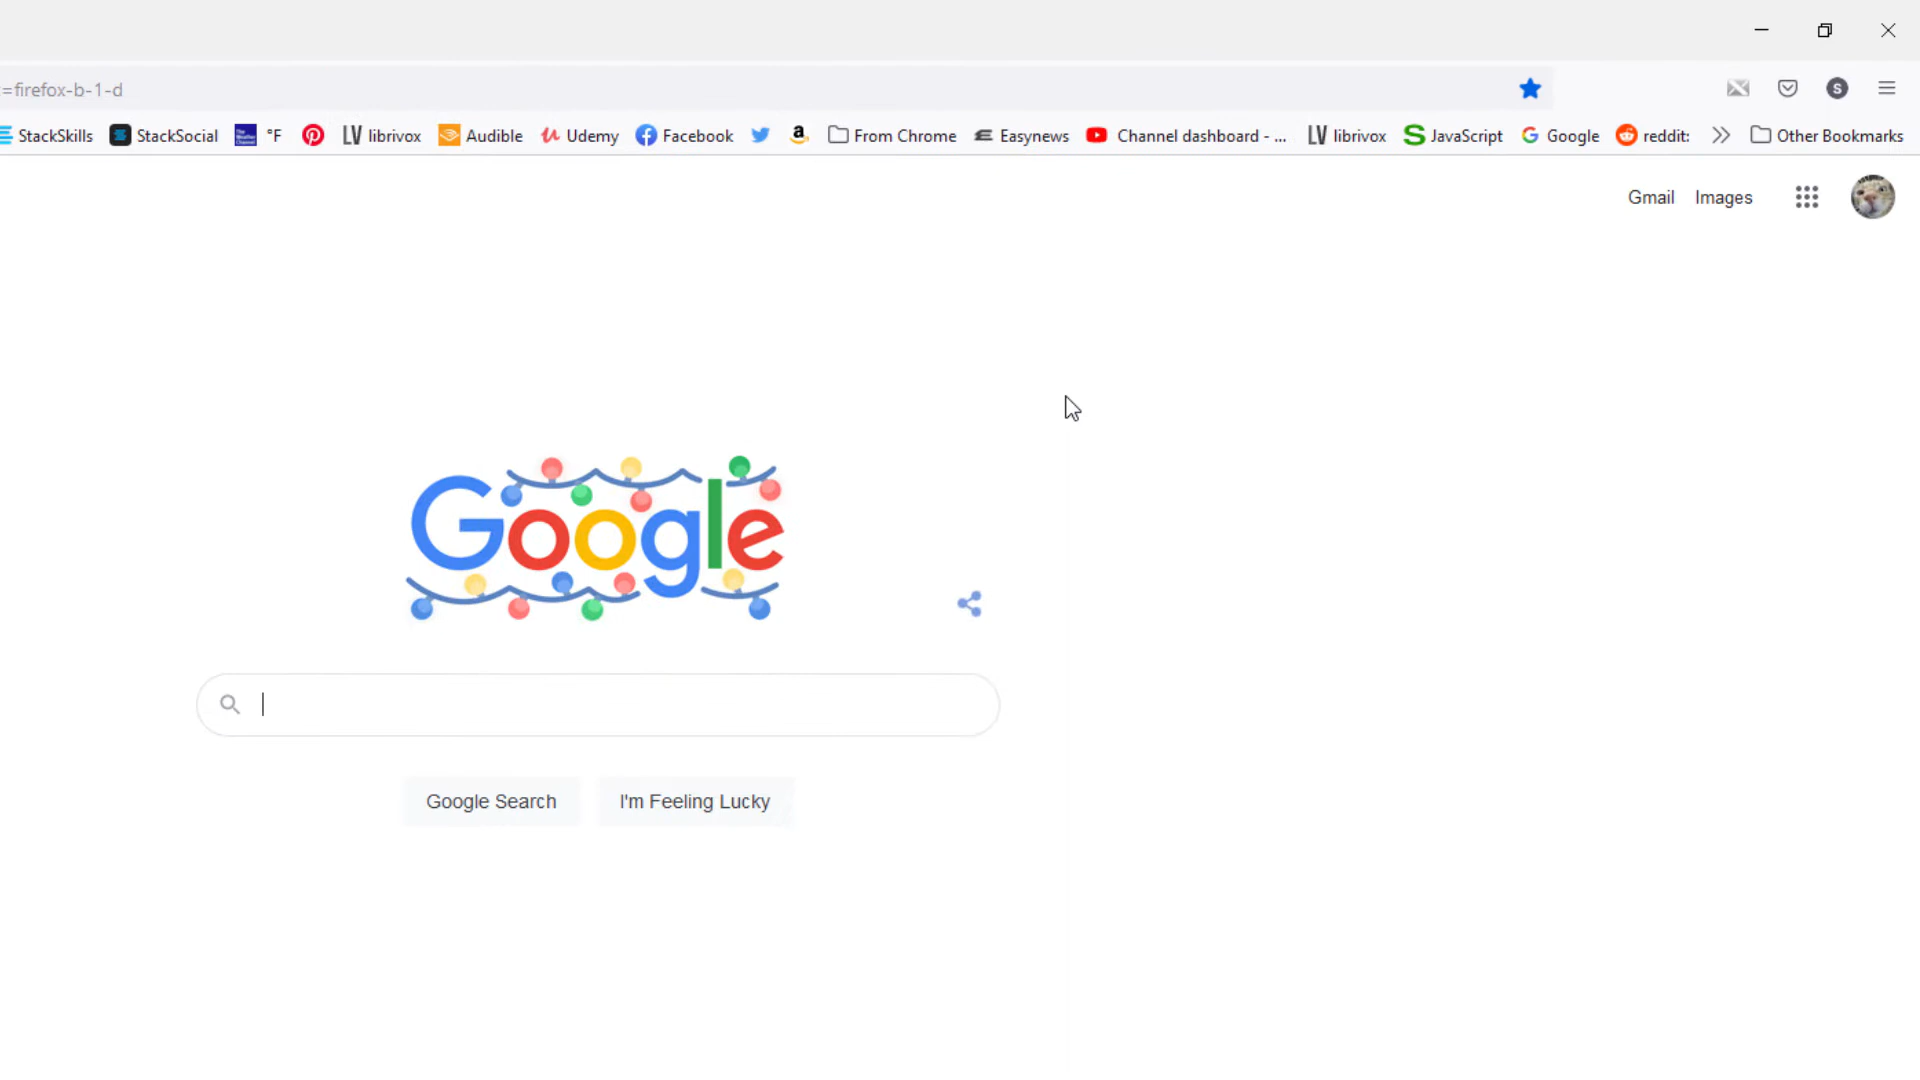 =firefox-b-1-d
S
StackSkills StackSocial °F librivox Audible Udemy Facebook a From Chrome Easynews Channel dashboard - ... LV librivox JavaScript Google reddit: Other Bookmarks
Gmail Images
Google
Google Search I'm Feeling Lucky